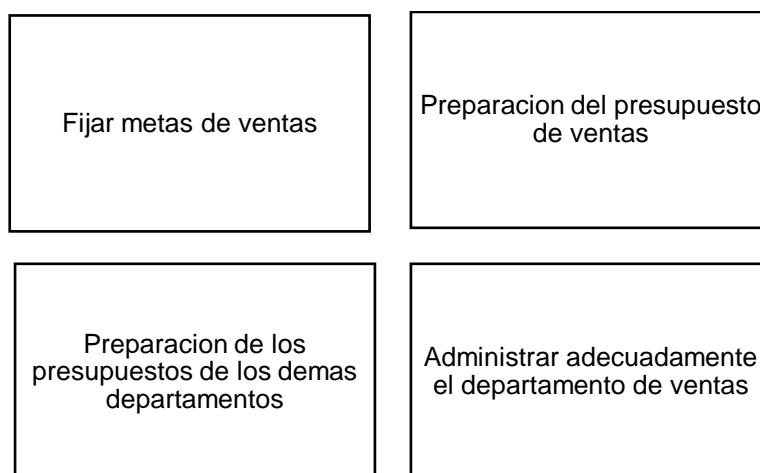 Fijar metas de ventas
Preparacion del presupuesto
de ventas
Preparacion de los
presupuestos de los demas
departamentos
Administrar adecuadamente
el departamento de ventas